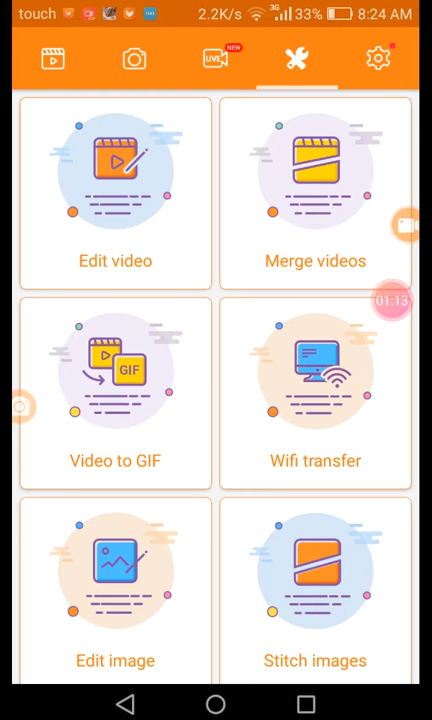 touch 2.2K/s 3G 33% 8:24 AM
LIVE NEW
Edit video
Merge videos
01:13
GIF
Video to GIF
Wifi transfer
Edit image
Stitch images